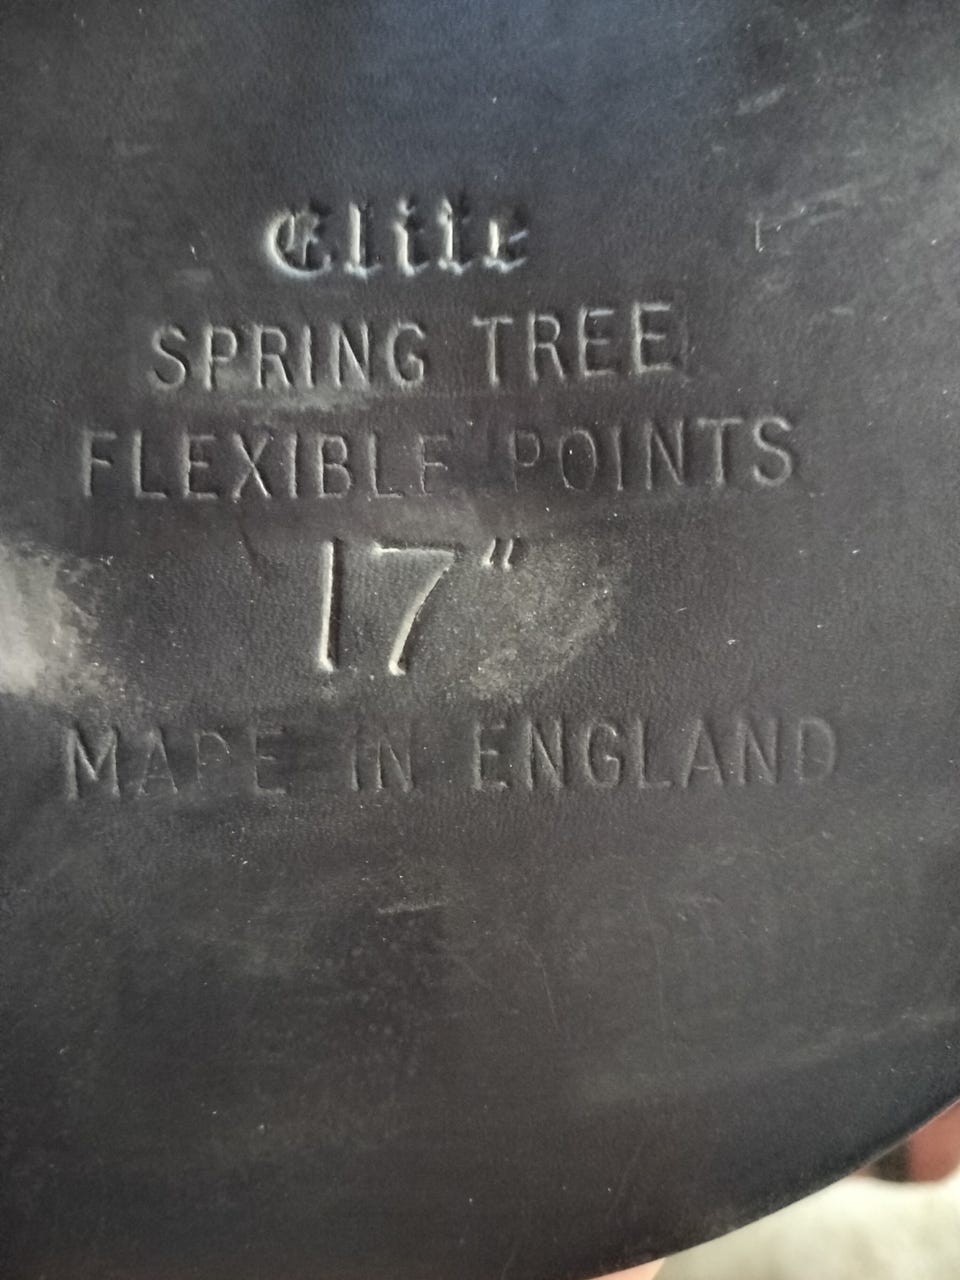 Elite
SPRING TREE
FLEXIBLE POINTS
17"
MADE IN ENGLAND